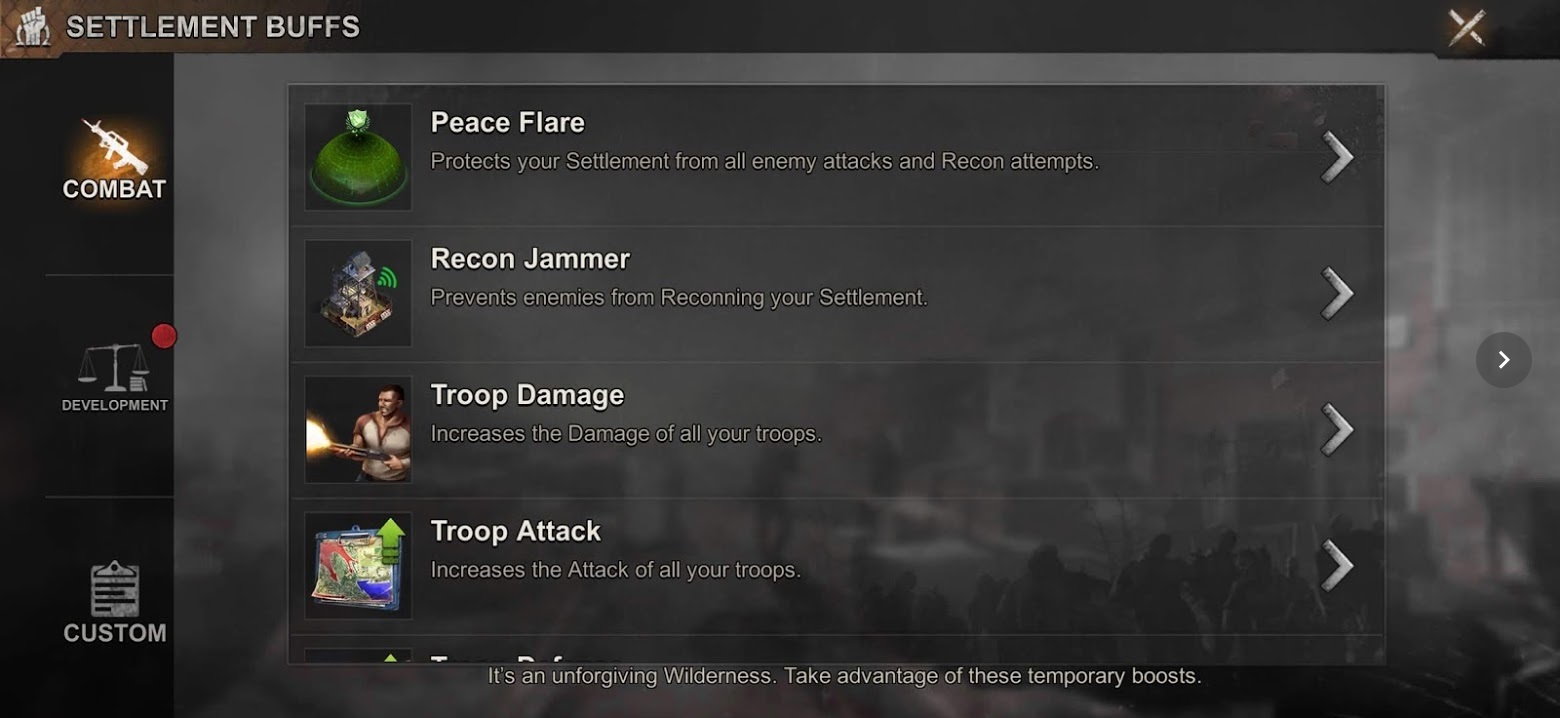 SETTLEMENT BUFFS
COMBAT
DEVELOPMENT
CUSTOM
Peace Flare
Protects your Settlement from all enemy attacks and Recon attempts.
Recon Jammer
Prevents enemies from Reconning your Settlement.
Troop Damage
Increases the Damage of all your troops.
Troop Attack
Increases the Attack of all your troops.
It's an unforgiving Wilderness. Take advantage of these temporary boosts.